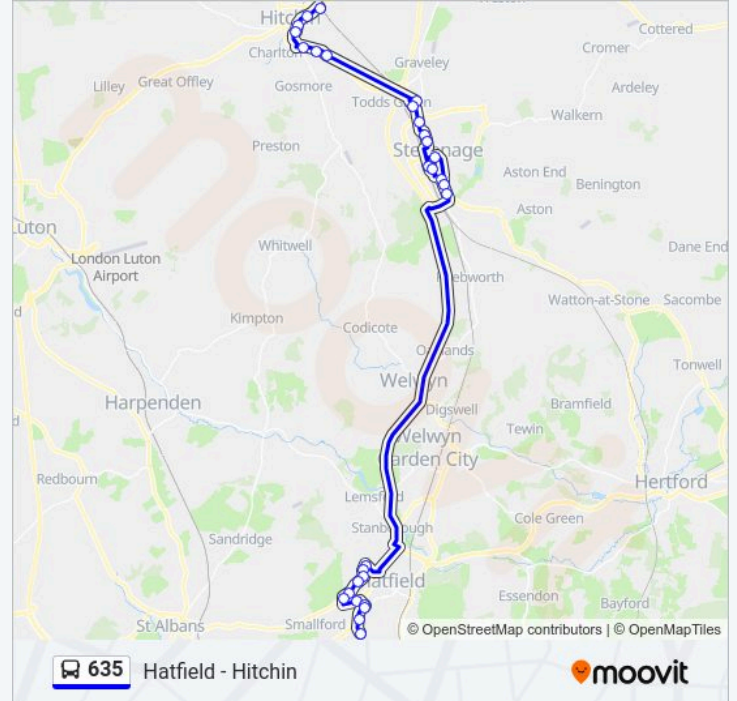 Hitchin
Cottered
Charlton
Cromer
Graveley
Lilley
Great Offley
Gosmore
Ardeley
Todds Green
Walkern
Preston
Stevenage
Aston End
Benington
Aston
Luton
Whitwell
Dane End
London Luton
Airport
Knebworth
Watton-at-Stone
Sacombe
Kimpton
Codicote
Oaklands
Tonwell
Welwyn
Harpenden
Digswell
Bramfield
Tewin
Welwyn
Garden City
Redbourn
Hertford
Lemsford
Cole Green
Stanborough
Sandridge
Hatfield
Essendon
Bayford
St Albans
Smallford
© OpenStreetMap contributors | © OpenMapTiles
635 Hatfield - Hitchin
moovit